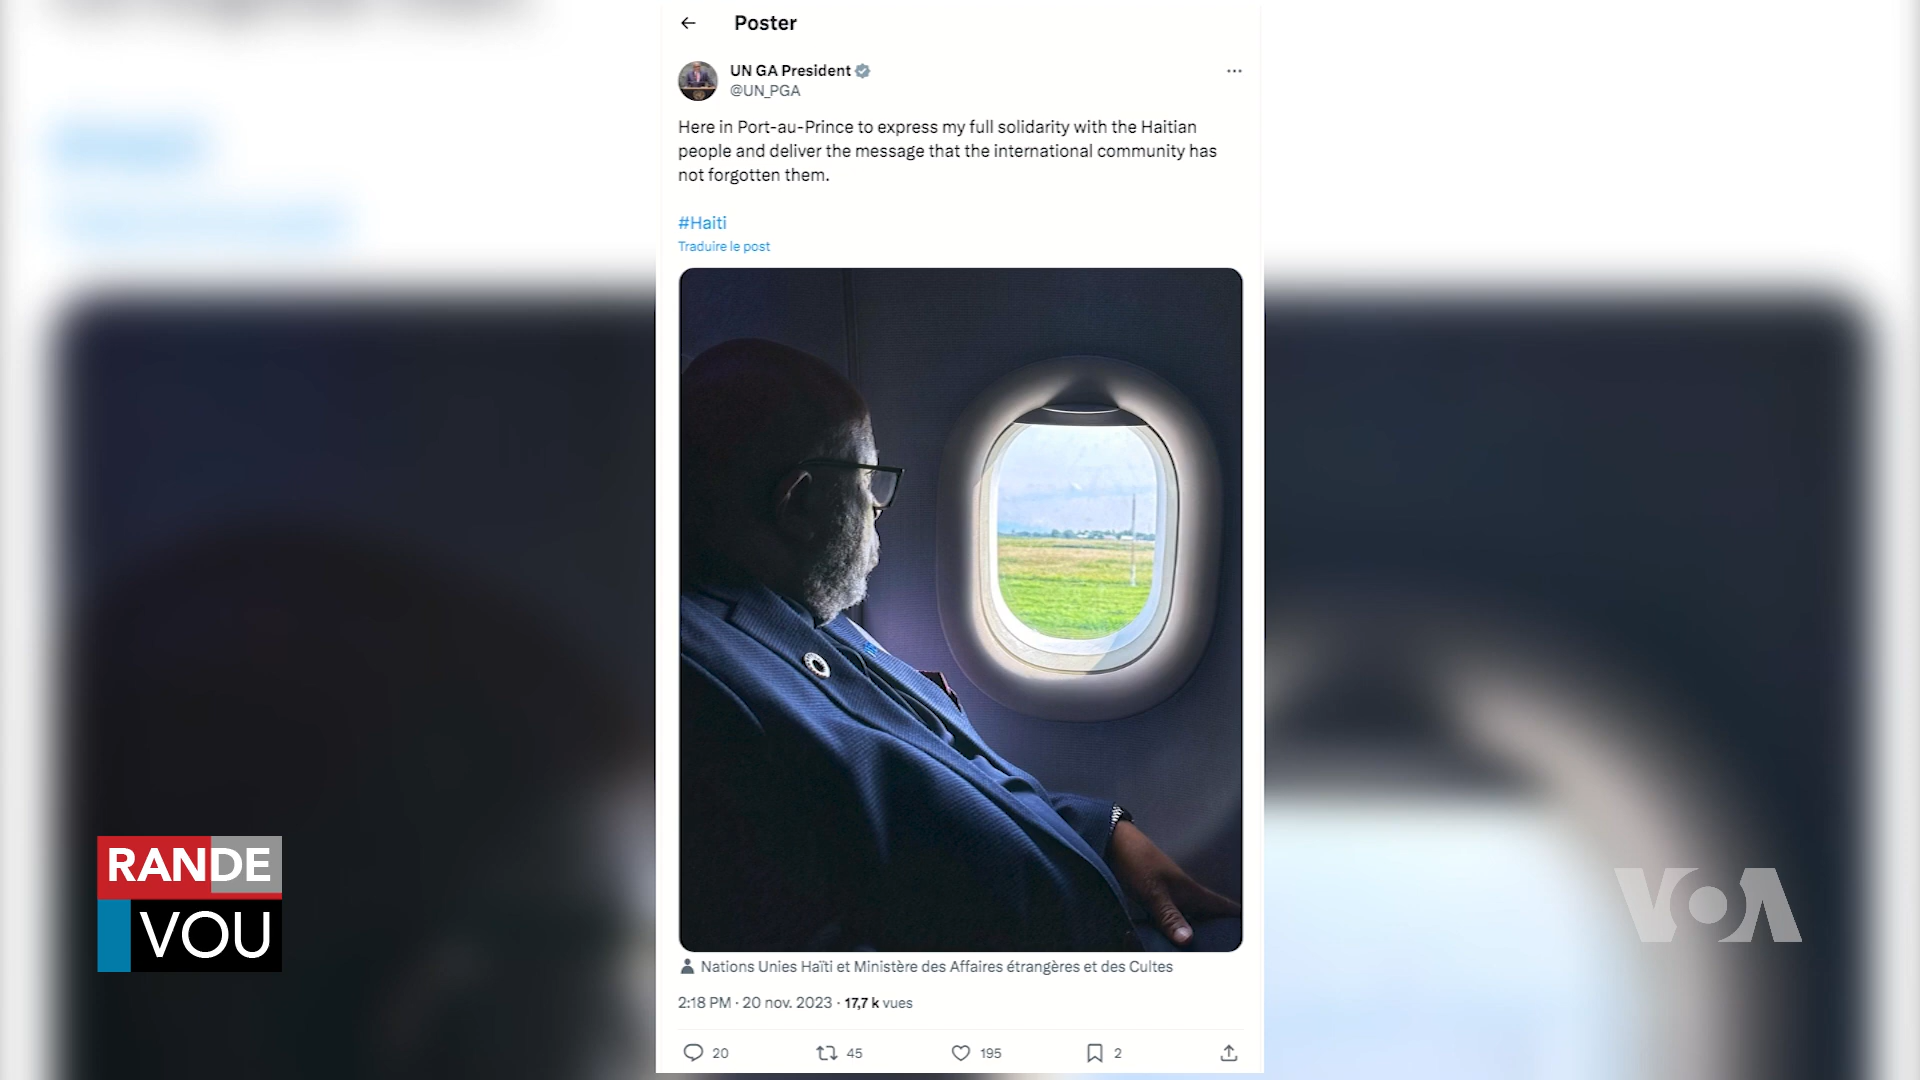 Poster
UN GA President
@UN_PGA
Here in Port-au-Prince to express my full solidarity with the Haitian
people and deliver the message that the international community has
not forgotten them.
#Haiti
Traduire le post
Nations Unies Haïti et Ministère des Affaires étrangères et des Cultes
2:18 PM · 20 nov. 2023 · 17,7 k vues
20 45 195 2
RANDE
VOU
VOA